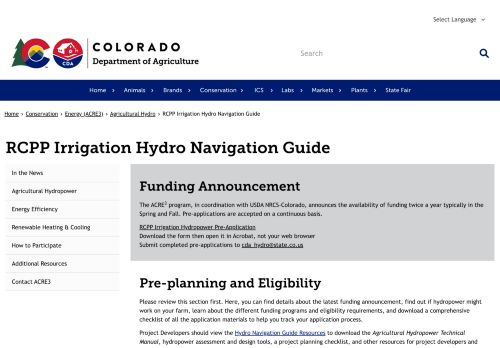 Select Language
COLORADO
Department of Agriculture
CO
CDA
Search
Home Animals Brands Conservation ICS Labs Markets Plants State Fair
Home › Conservation › Energy (ACRE3) › Agricultural Hydro › RCPP Irrigation Hydro Navigation Guide
RCPP Irrigation Hydro Navigation Guide
In the News
Agricultural Hydropower
Energy Efficiency
Renewable Heating & Cooling
How to Participate
Additional Resources
Contact ACRE3
Funding Announcement
The ACRE³ program, in coordination with USDA NRCS-Colorado, announces the availability of funding twice a year typically in the
Spring and Fall. Pre-applications are accepted on a continuous basis.
RCPP Irrigation Hydropower Pre-Application
Download the form then open it in Acrobat, not your web browser
Submit completed pre-applications to cda_hydro@state.co.us
Pre-planning and Eligibility
Please review this section first. Here, you can find details about the latest funding announcement, find out if hydropower might
work on your farm, learn about the different funding programs and eligibility requirements, and download a comprehensive
checklist of all the application materials to help you track your application process.
Project Developers should view the Hydro Navigation Guide Resources to download the Agricultural Hydropower Technical
Manual, hydropower assessment and design tools, a project planning checklist, and other resources for project developers and